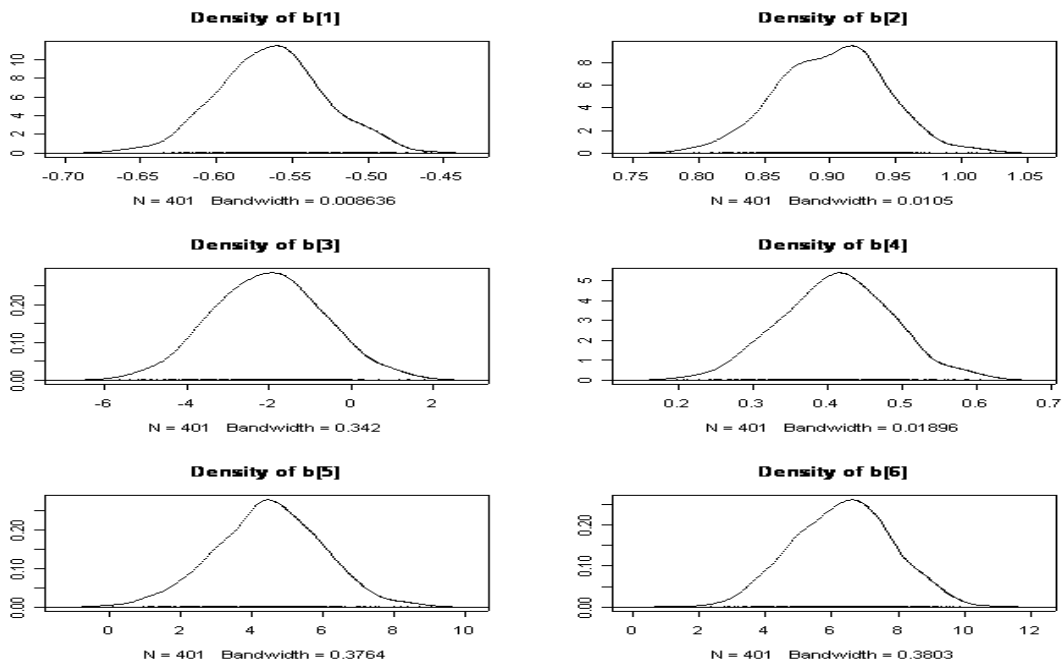 Density of b[1]
0 2 4 6 8 10
-0.70 -0.65 -0.60 -0.55 -0.50 -0.45
N = 401 Bandwidth = 0.008636
Density of b[2]
0 2 4 6 8
0.75 0.80 0.85 0.90 0.95 1.00 1.05
N = 401 Bandwidth = 0.0105
Density of b[3]
0.00 0.10 0.20
-6 -4 -2 0 2
N = 401 Bandwidth = 0.342
Density of b[4]
0 1 2 3 4 5
0.2 0.3 0.4 0.5 0.6 0.7
N = 401 Bandwidth = 0.01896
Density of b[5]
0.00 0.10 0.20
0 2 4 6 8 10
N = 401 Bandwidth = 0.3764
Density of b[6]
0.00 0.10 0.20
0 2 4 6 8 10 12
N = 401 Bandwidth = 0.3803